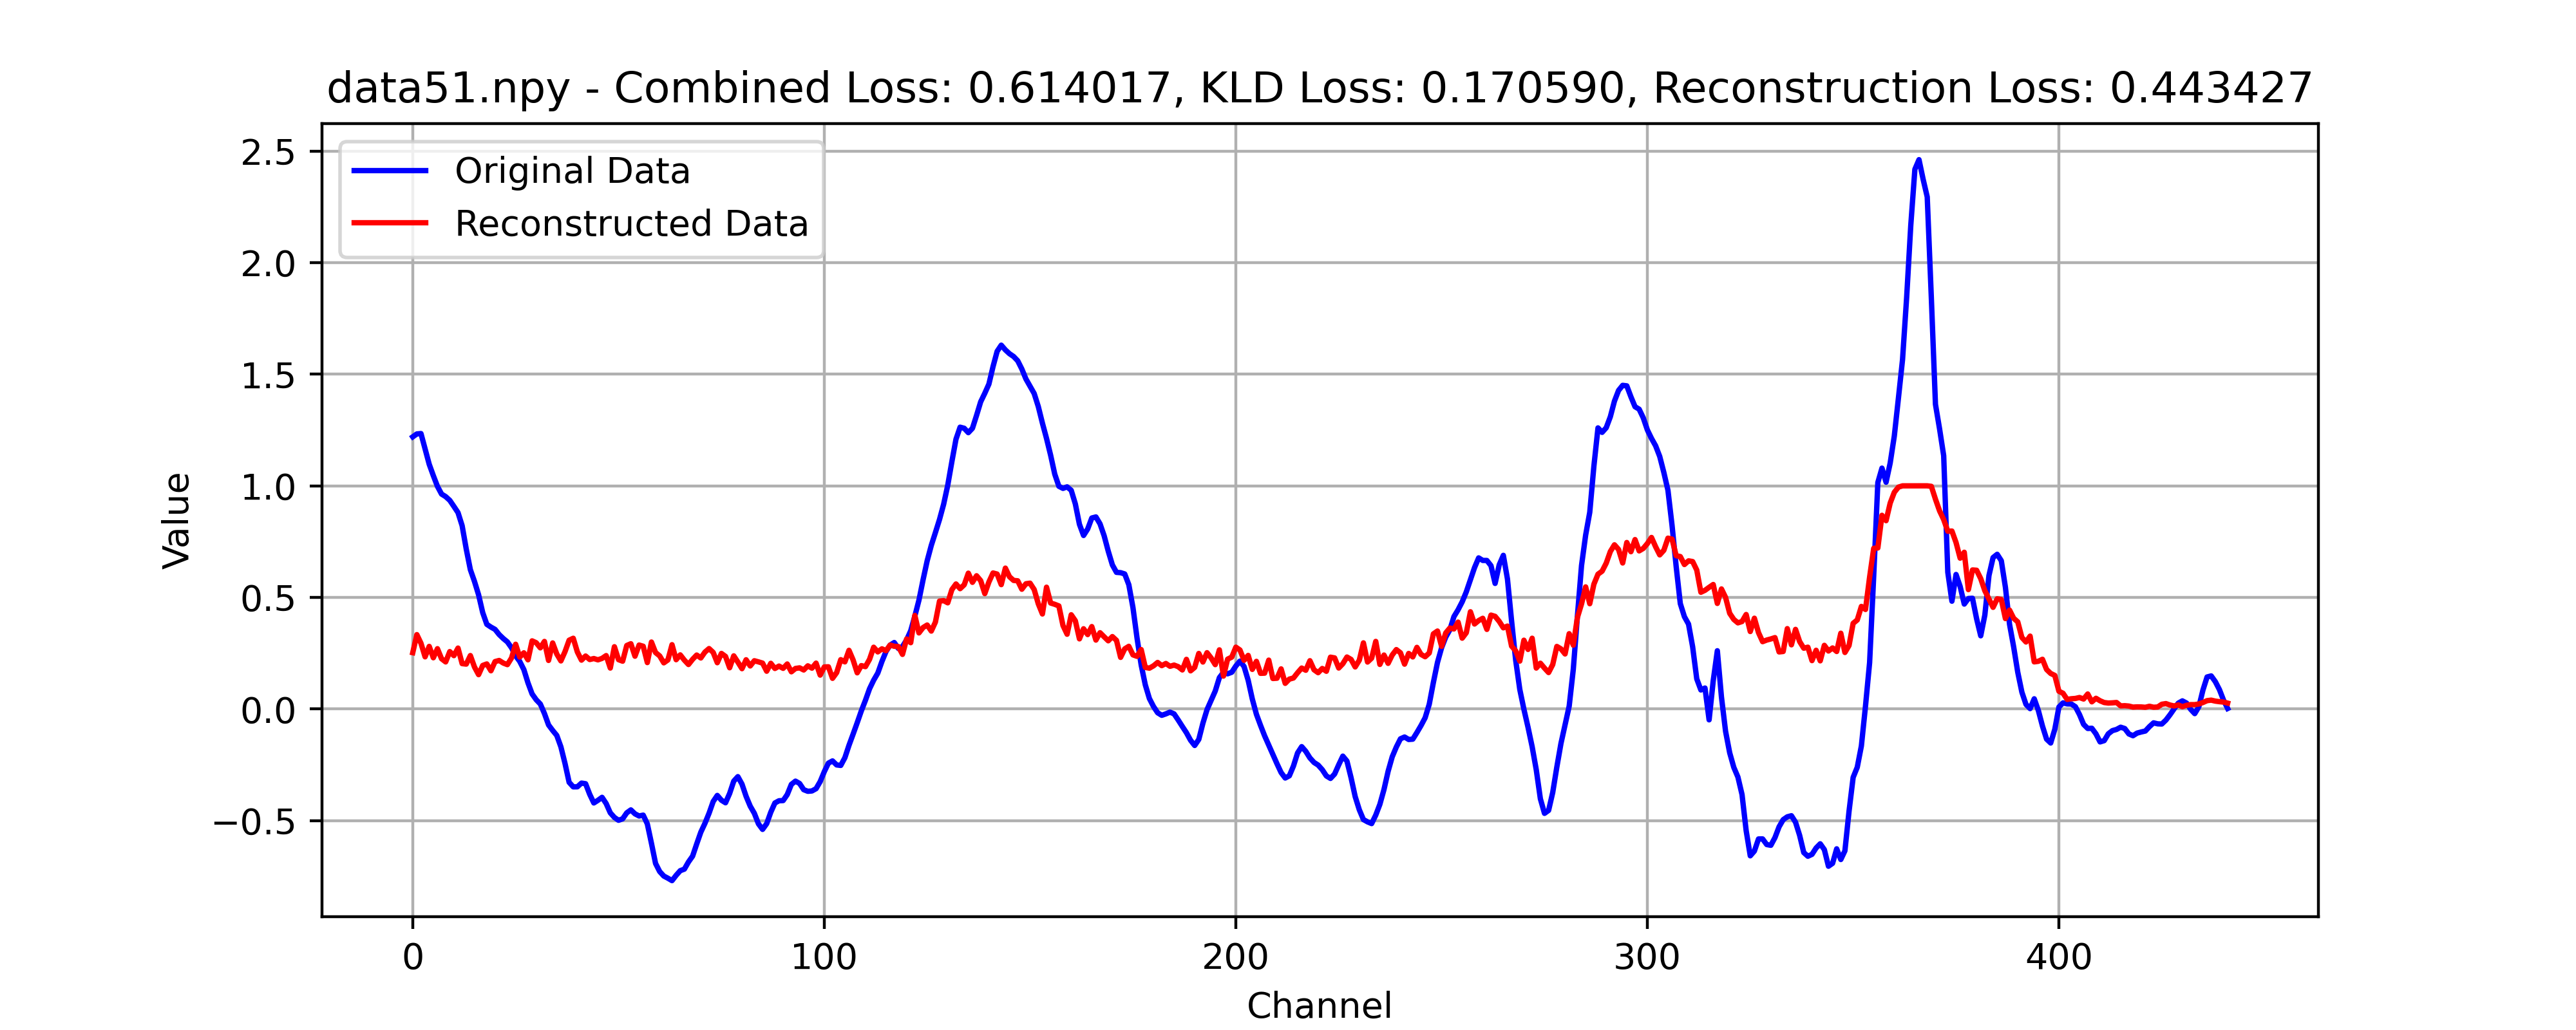 data51.npy - Combined Loss: 0.614017, KLD Loss: 0.170590, Reconstruction Loss: 0.443427
Original Data
Reconstructed Data
2.5
2.0
1.5
1.0
0.5
0.0
−0.5
Value
0 100 200 300 400
Channel